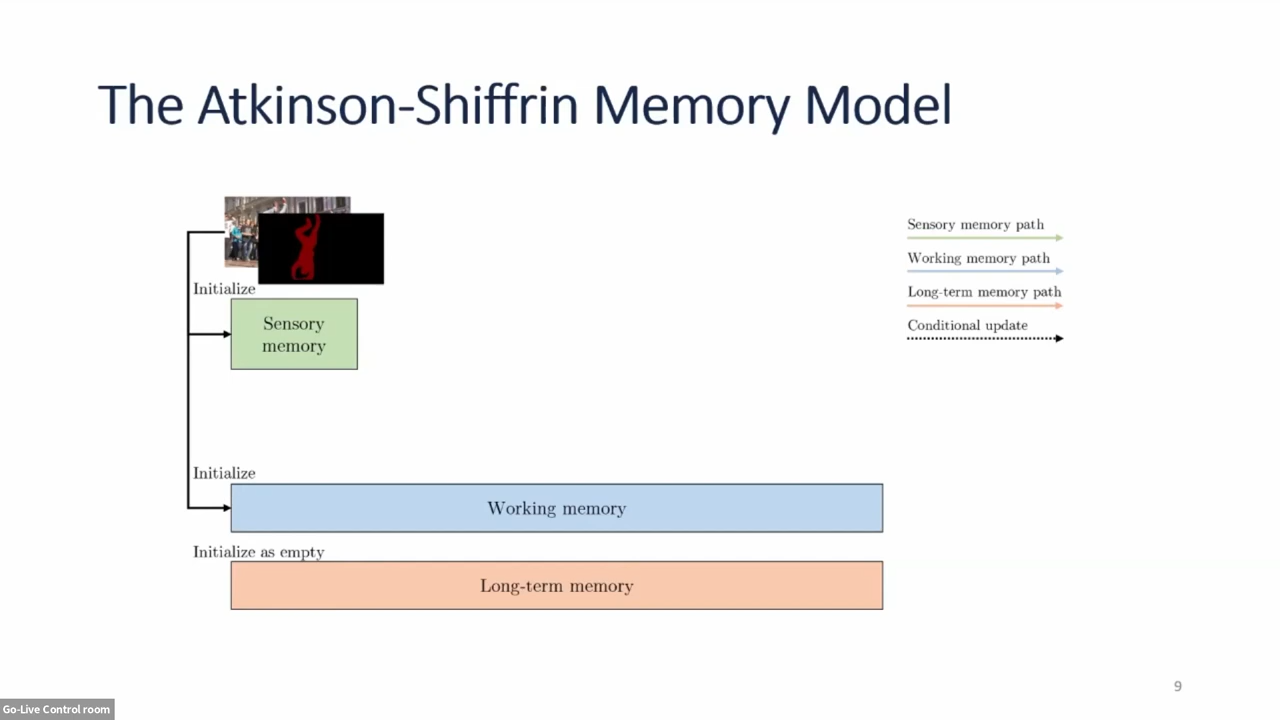 The Atkinson-Shiffrin Memory Model
Initialize
Sensory
memory
Initialize
Working memory
Initialize as empty
Long-term memory
Sensory memory path
Working memory path
Long-term memory path
Conditional update
9
Go-Live Control room